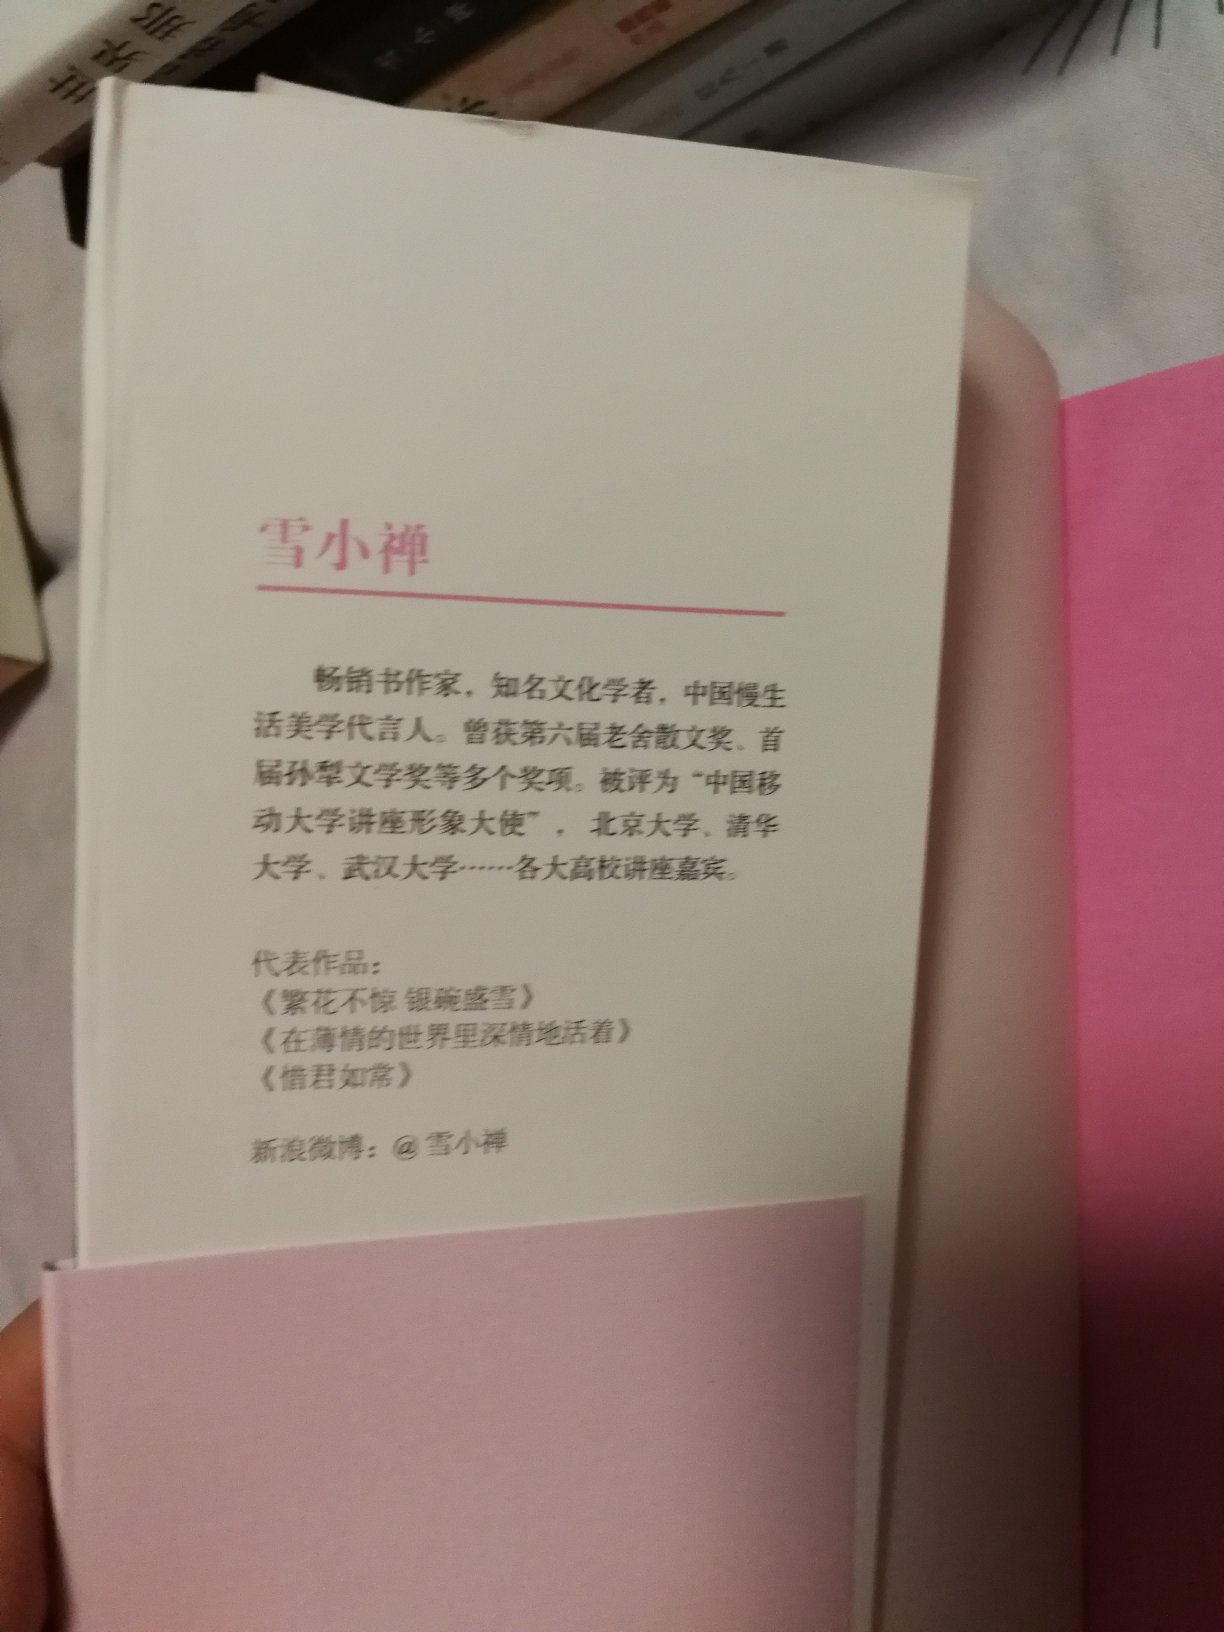 世界那
雪小禅
畅销书作家，知名文化学者，中国慢生
活美学代言人。曾获第六届老舍散文奖、首
届孙犁文学奖等多个奖项。被评为“中国移
动大学讲座形象大使”，北京大学、清华
大学、武汉大学……各大高校讲座嘉宾。
代表作品：
《繁花不惊 银碗盛雪》
《在薄情的世界里深情地活着》
《惜君如常》
新浪微博：@雪小禅